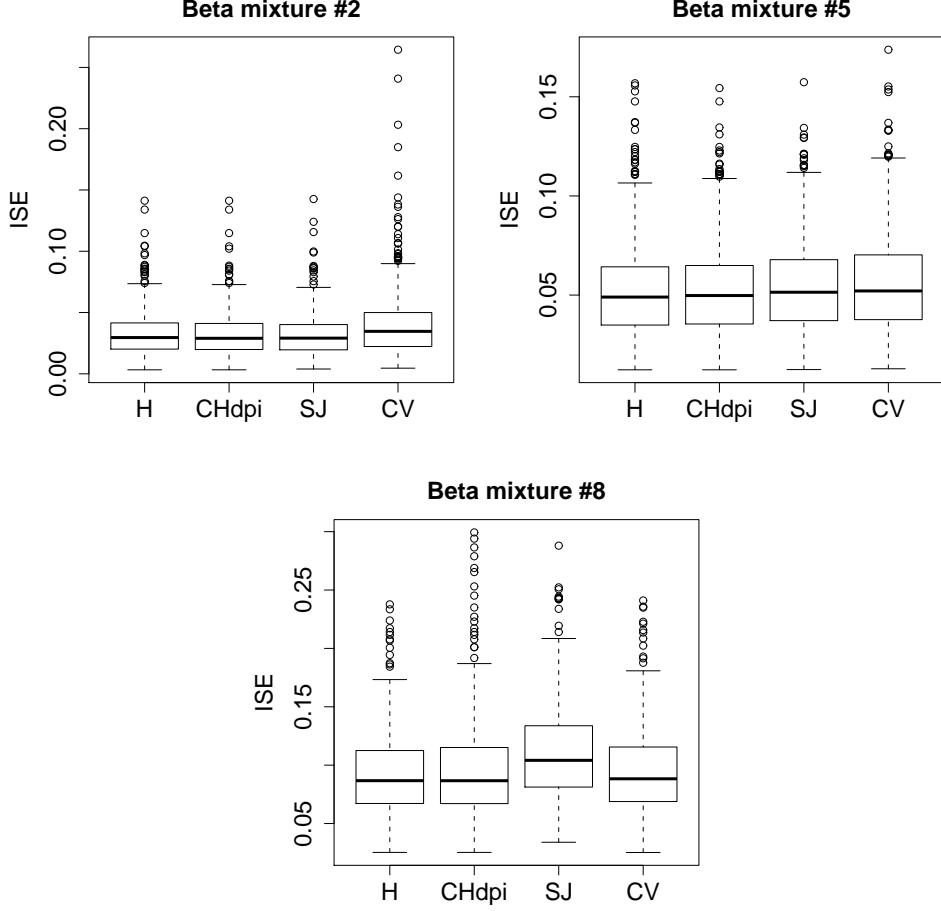 Beta mixture #2
ISE
0.20
0.10
0.00
H CHdpi SJ CV
Beta mixture #5
ISE
0.15
0.10
0.05
H CHdpi SJ CV
Beta mixture #8
ISE
0.25
0.15
0.05
H CHdpi SJ CV